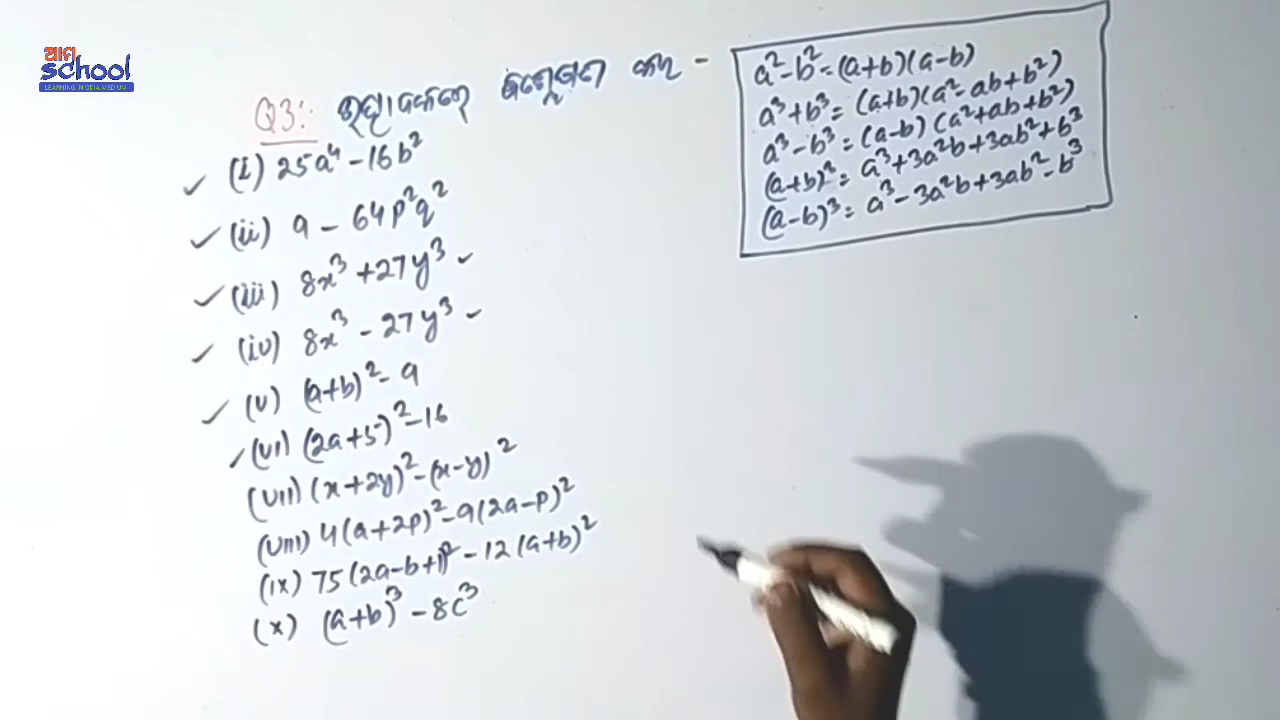 ଆମ
school
LEARNING IN ODIA MEDIUM
Q3:- ଉତ୍ପାଦକରେ ବିଶ୍ଳେଷଣ କର -
(i) 25a⁴ - 16b²
(ii) 9 - 64p²q²
(iii) 8x³ + 27y³
(iv) 8x³ - 27y³
(v) (a+b)² - 9
(vi) (2a+5)² - 16
(vii) (x+2y)² - (x-y)²
(viii) 4(a+2p)² - 9(2a-p)²
(ix) 75(2a-b+1)² - 12(a+b)²
(x) (a+b)³ - 8c³
a² - b² = (a+b)(a-b)
a³ + b³ = (a+b)(a² - ab + b²)
a³ - b³ = (a-b)(a² + ab + b²)
(a+b)³ = a³ + 3a²b + 3ab² + b³
(a-b)³ = a³ - 3a²b + 3ab² - b³